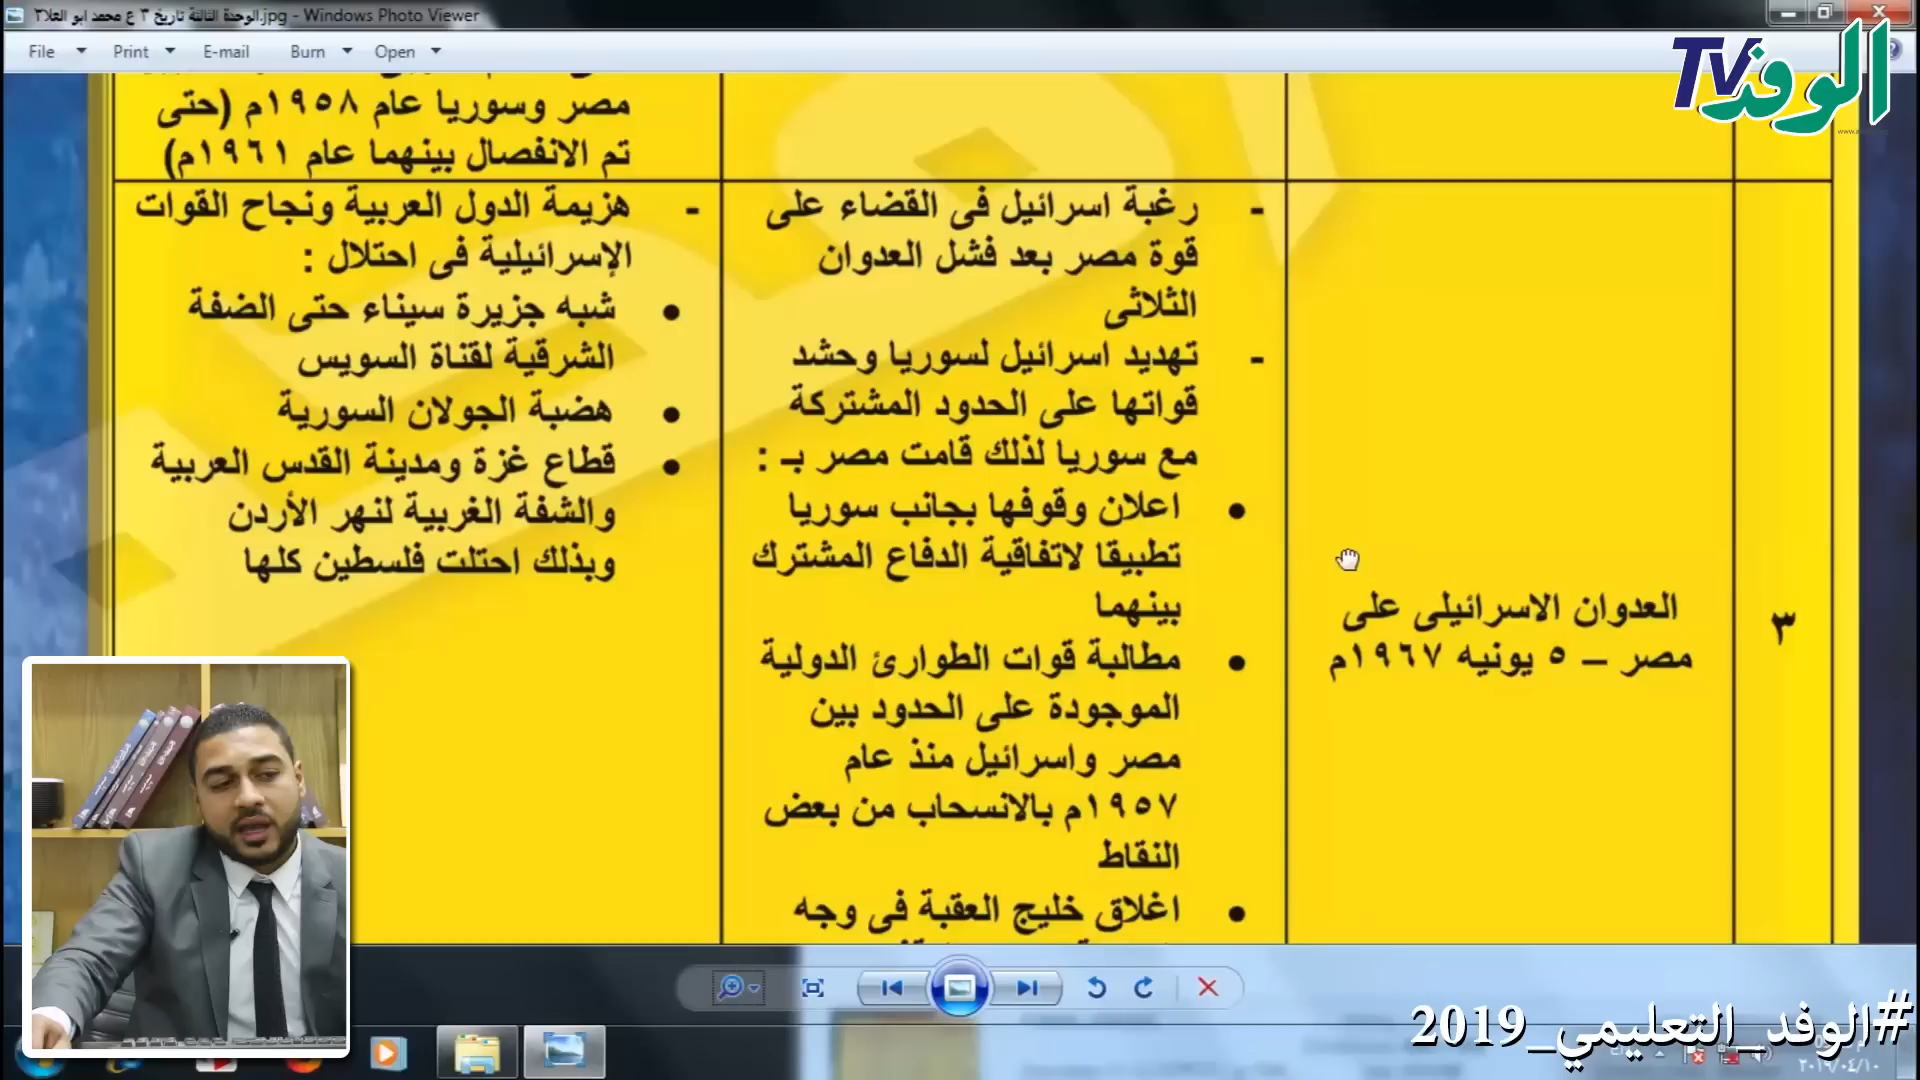 الوحدة الثالثة تاريخ ٣ ع محمد ابو العلا٣.jpg - Windows Photo Viewer
File Print E-mail Burn Open
الوفد TV
٣
العدوان الاسرائيلى على
مصر – ٥ يونيه ١٩٦٧م
- رغبة اسرائيل فى القضاء على
قوة مصر بعد فشل العدوان
الثلاثى
- تهديد اسرائيل لسوريا وحشد
قواتها على الحدود المشتركة
مع سوريا لذلك قامت مصر بـ :
• اعلان وقوفها بجانب سوريا
تطبيقا لاتفاقية الدفاع المشترك
بينهما
• مطالبة قوات الطوارئ الدولية
الموجودة على الحدود بين
مصر واسرائيل منذ عام
١٩٥٧م بالانسحاب من بعض
النقاط
• اغلاق خليج العقبة فى وجه
مصر وسوريا عام ١٩٥٨م (حتى
تم الانفصال بينهما عام ١٩٦١م)
- هزيمة الدول العربية ونجاح القوات
الإسرائيلية فى احتلال :
• شبه جزيرة سيناء حتى الضفة
الشرقية لقناة السويس
• هضبة الجولان السورية
• قطاع غزة ومدينة القدس العربية
والشفة الغربية لنهر الأردن
وبذلك احتلت فلسطين كلها
#الوفد_التعليمي_2019
٢٠١٩/٠٤/١٠